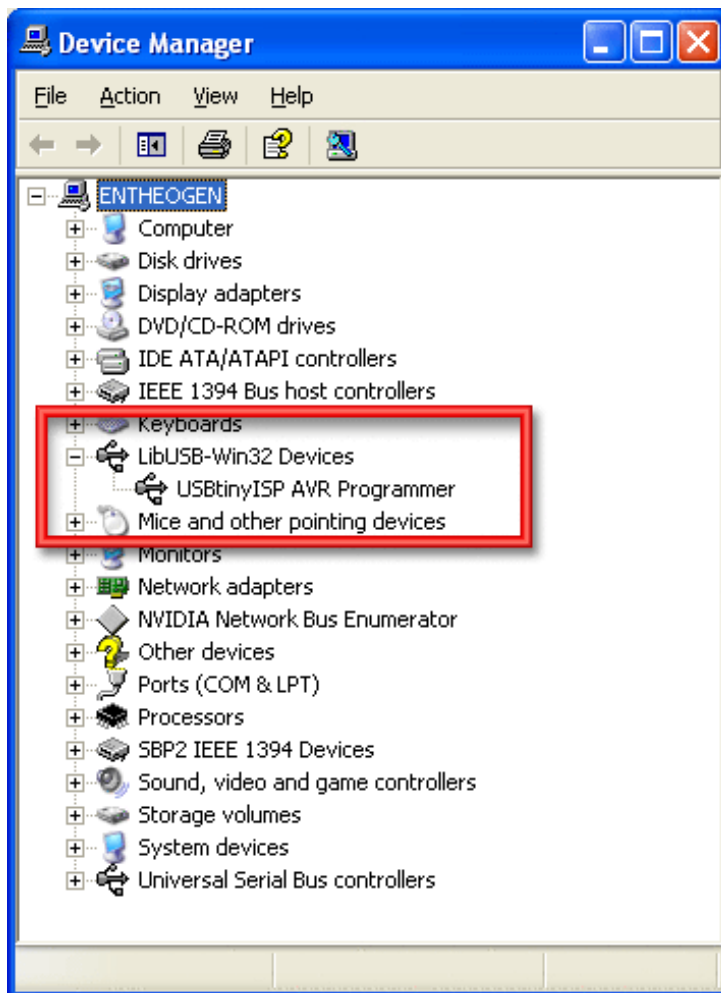 Device Manager
File Action View Help
ENTHEOGEN
Computer
Disk drives
Display adapters
DVD/CD-ROM drives
IDE ATA/ATAPI controllers
IEEE 1394 Bus host controllers
Keyboards
LibUSB-Win32 Devices
USBtinyISP AVR Programmer
Mice and other pointing devices
Monitors
Network adapters
NVIDIA Network Bus Enumerator
Other devices
Ports (COM & LPT)
Processors
SBP2 IEEE 1394 Devices
Sound, video and game controllers
Storage volumes
System devices
Universal Serial Bus controllers